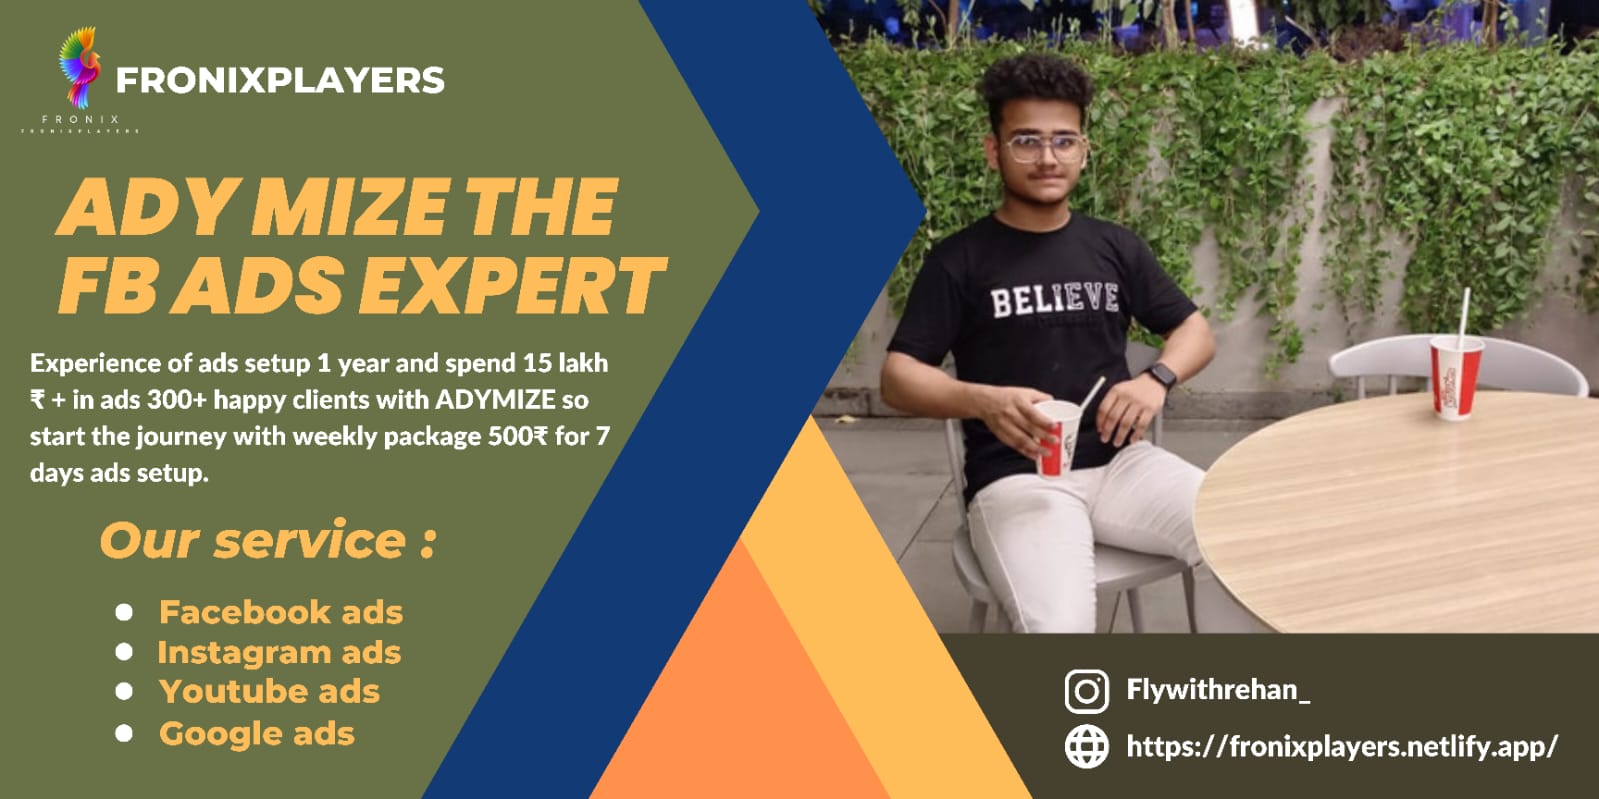 FRONIXPLAYERS
FRONIX
FRONIXPLAYERS
ADY MIZE THE
FB ADS EXPERT
Experience of ads setup 1 year and spend 15 lakh
₹ + in ads 300+ happy clients with ADYMIZE so
start the journey with weekly package 500₹ for 7
days ads setup.
Our service :
Facebook ads
Instagram ads
Youtube ads
Google ads
BELIEVE
Flywithrehan_
https://fronixplayers.netlify.app/